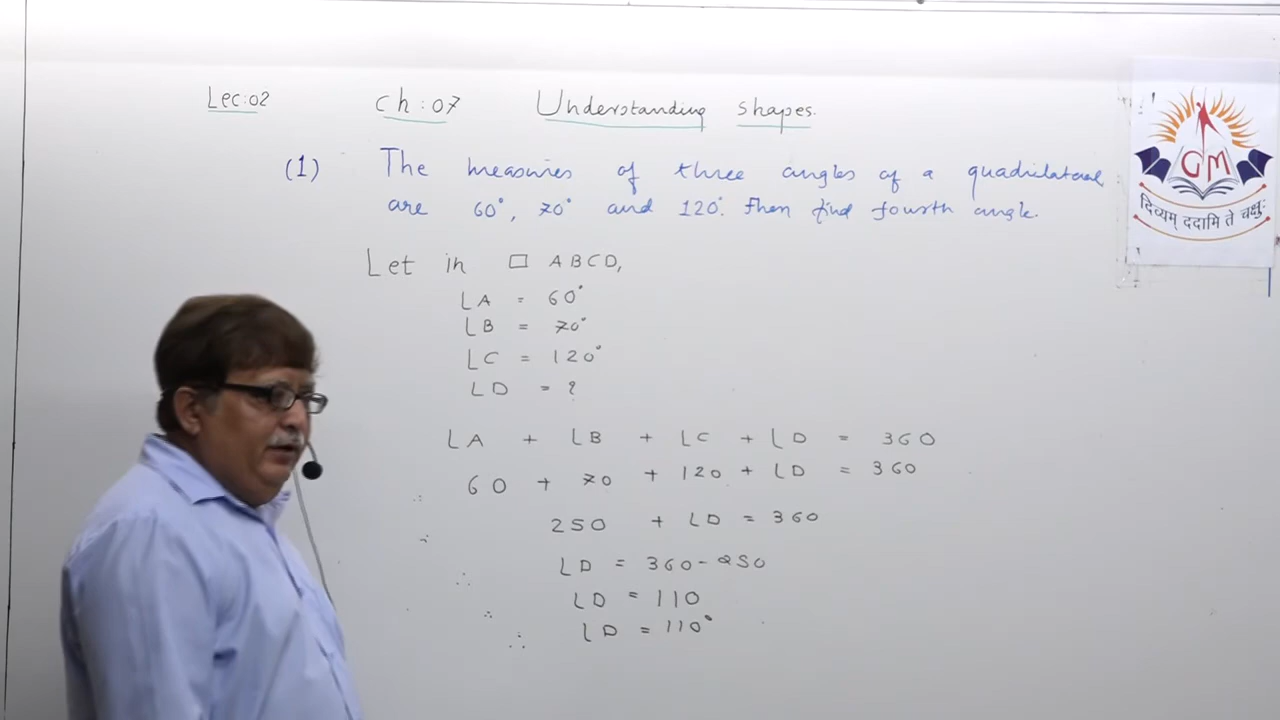 Lec:02 Ch:07 Understanding shapes.
(1) The measures of three angles of a quadrilateral
are 60°, 70° and 120°. Then find fourth angle.
Let in □ ABCD,
∠A = 60°
∠B = 70°
∠C = 120°
∠D = ?
∠A + ∠B + ∠C + ∠D = 360
∴ 60 + 70 + 120 + ∠D = 360
∴ 250 + ∠D = 360
∴ ∠D = 360-250
∴ ∠D = 110
∴ ∠D = 110°
GM
दिव्यम् ददामि ते चक्षुः